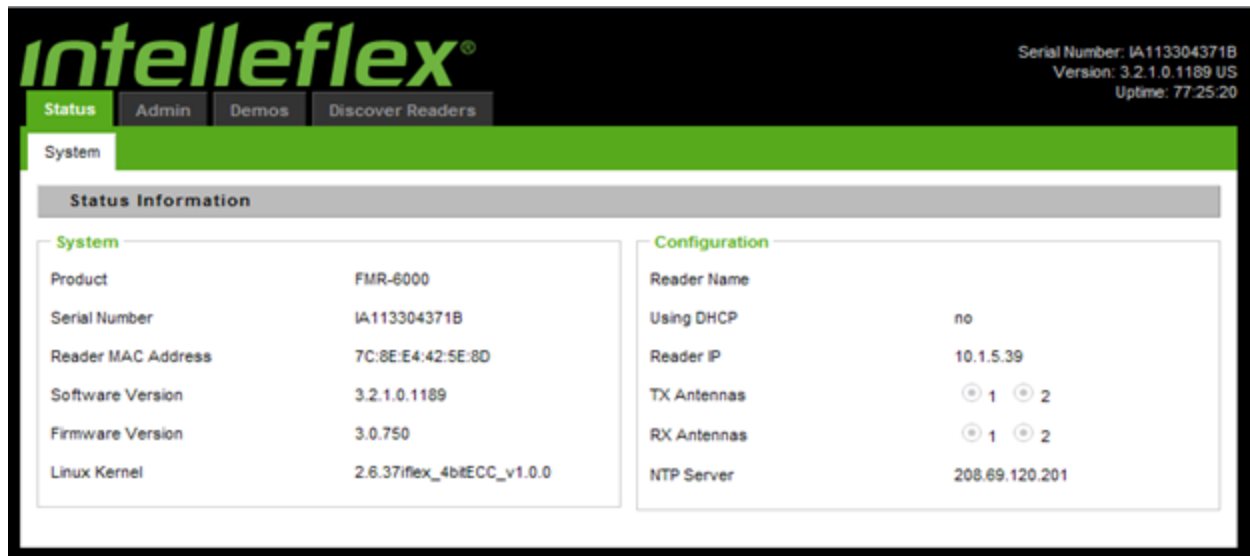 ıntelleflex®
Serial Number: IA113304371B
Version: 3.2.1.0.1189 US
Uptime: 77:25:20
Status Admin Demos Discover Readers
System
Status Information
System
Product FMR-6000
Serial Number IA113304371B
Reader MAC Address 7C:8E:E4:42:5E:8D
Software Version 3.2.1.0.1189
Firmware Version 3.0.750
Linux Kernel 2.6.37iflex_4bitECC_v1.0.0
Configuration
Reader Name
Using DHCP no
Reader IP 10.1.5.39
TX Antennas 1 2
RX Antennas 1 2
NTP Server 208.69.120.201